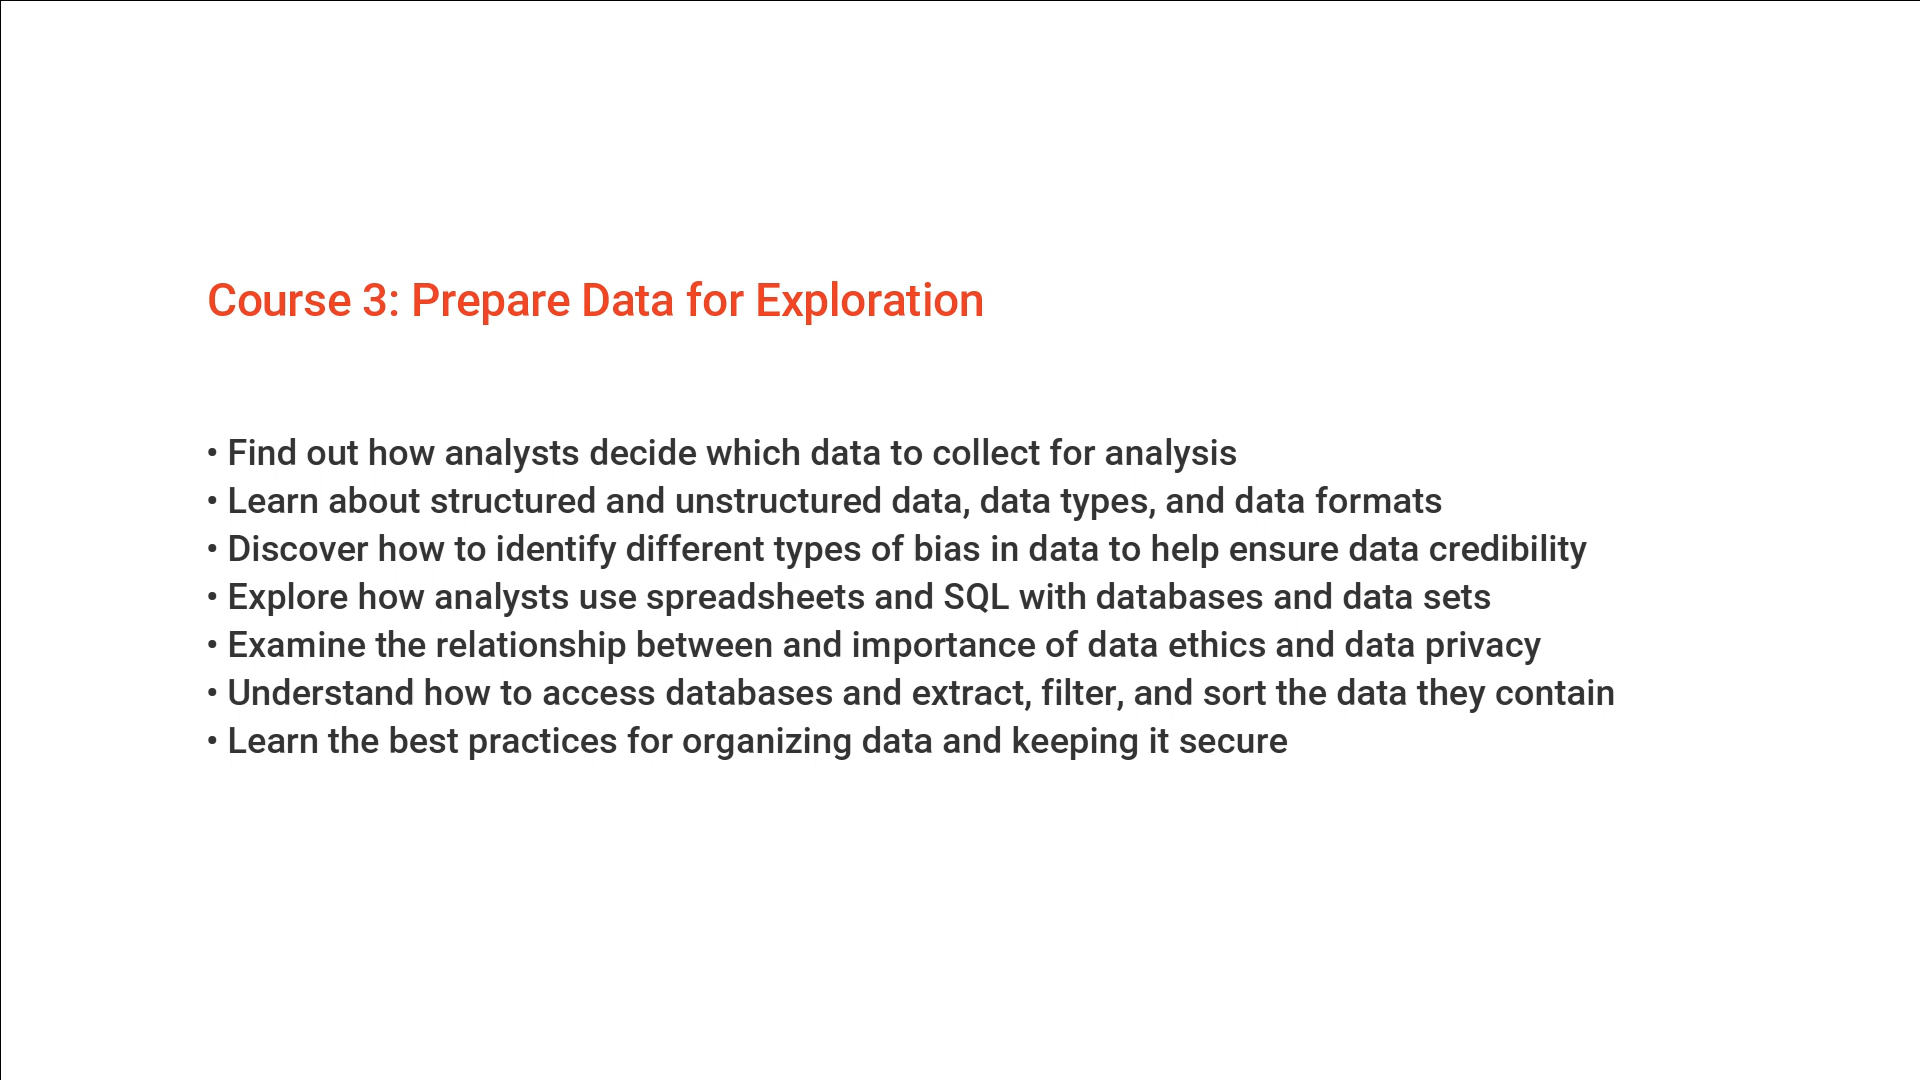 Course 3: Prepare Data for Exploration
• Find out how analysts decide which data to collect for analysis
• Learn about structured and unstructured data, data types, and data formats
• Discover how to identify different types of bias in data to help ensure data credibility
• Explore how analysts use spreadsheets and SQL with databases and data sets
• Examine the relationship between and importance of data ethics and data privacy
• Understand how to access databases and extract, filter, and sort the data they contain
• Learn the best practices for organizing data and keeping it secure